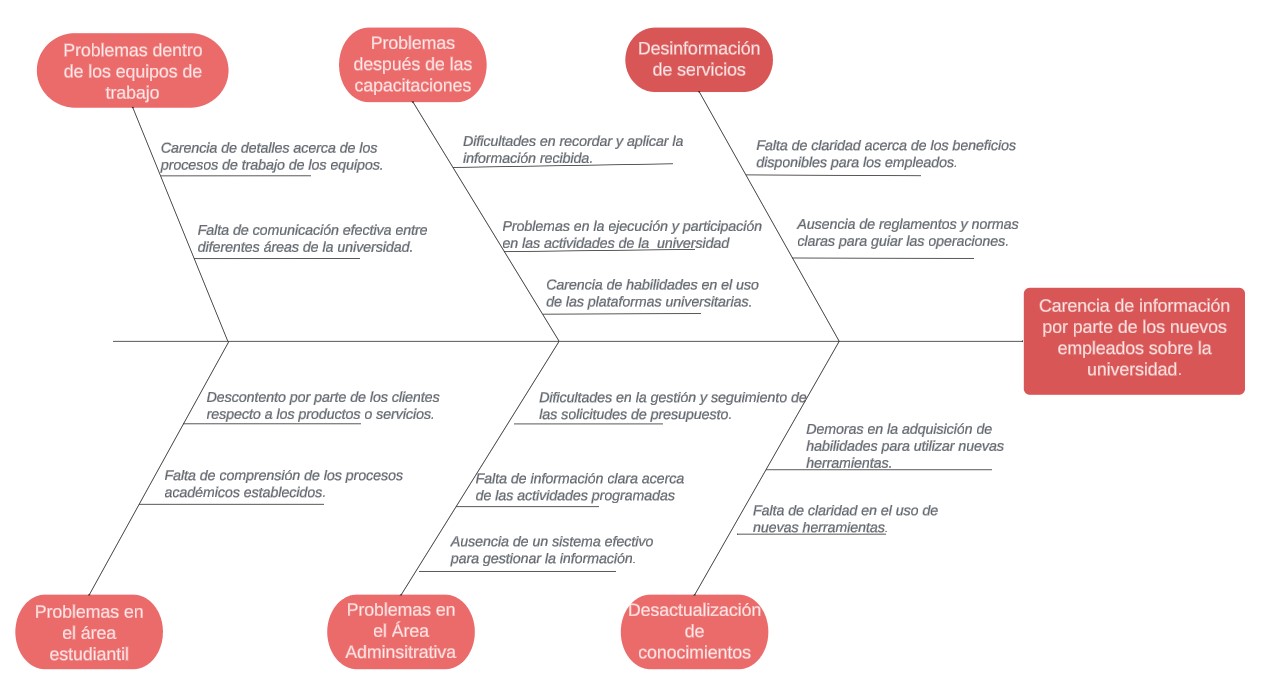 Problemas dentro
de los equipos de
trabajo
Problemas
después de las
capacitaciones
Desinformación
de servicios
Carencia de detalles acerca de los
procesos de trabajo de los equipos.
Falta de comunicación efectiva entre
diferentes áreas de la universidad.
Dificultades en recordar y aplicar la
información recibida.
Problemas en la ejecución y participación
en las actividades de la  universidad
Carencia de habilidades en el uso
de las plataformas universitarias.
Falta de claridad acerca de los beneficios
disponibles para los empleados.
Ausencia de reglamentos y normas
claras para guiar las operaciones.
Carencia de información
por parte de los nuevos
empleados sobre la
universidad.
Descontento por parte de los clientes
respecto a los productos o servicios.
Falta de comprensión de los procesos
académicos establecidos.
Dificultades en la gestión y seguimiento de
las solicitudes de presupuesto.
Falta de información clara acerca
de las actividades programadas
Ausencia de un sistema efectivo
para gestionar la información.
Demoras en la adquisición de
habilidades para utilizar nuevas
herramientas.
Falta de claridad en el uso de
nuevas herramientas.
Problemas en
el área
estudiantil
Problemas en
el Área
Adminsitrativa
Desactualización
de
conocimientos